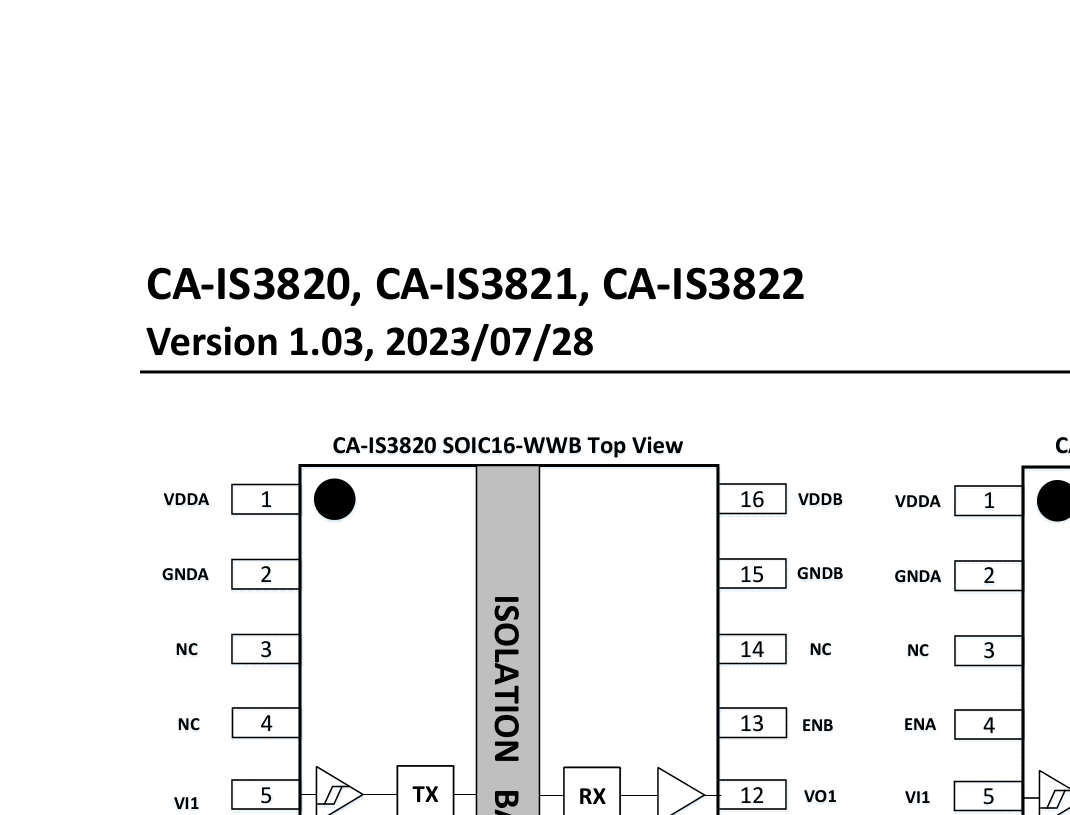 CA-IS3820, CA-IS3821, CA-IS3822
Version 1.03, 2023/07/28
CA-IS3820 SOIC16-WWB Top View
VDDA 1 16 VDDB VDDA 1
GNDA 2 15 GNDB GNDA 2
NC 3 14 NC NC 3
NC 4 13 ENB ENA 4
VI1 5 TX RX 12 VO1 VI1 5
ISOLATION